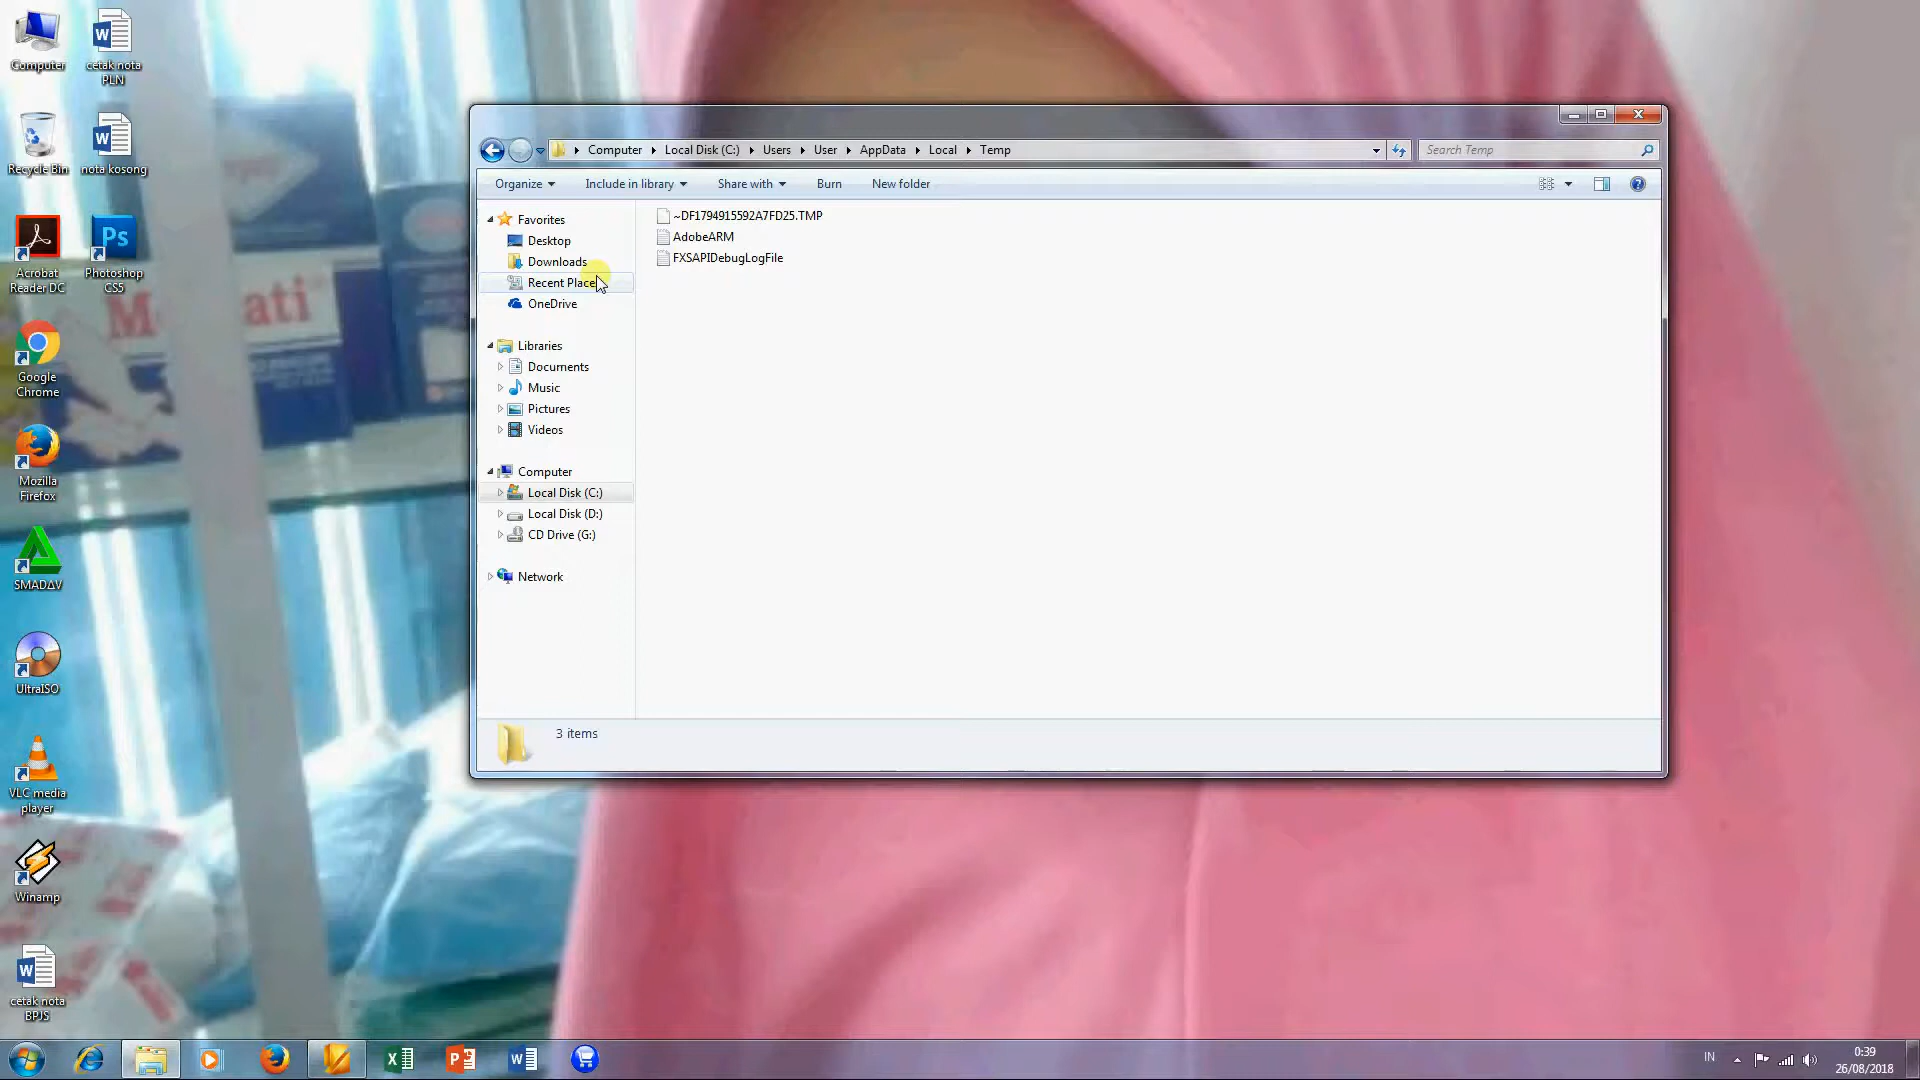 Computer
cetak nota
PLN
Recycle Bin
nota kosong
Acrobat
Reader DC
Ps
Photoshop
CS5
Google
Chrome
Mozilla
Firefox
SMADΔV
UltraISO
VLC media
player
Winamp
cetak nota
BPJS
Computer
Local Disk (C:)
Users
User
AppData
Local
Temp
Search Temp
Organize
Include in library
Share with
Burn
New folder
Favorites
Desktop
Downloads
Recent Place
OneDrive
Libraries
Documents
Music
Pictures
Videos
Computer
Local Disk (C:)
Local Disk (D:)
CD Drive (G:)
Network
~DF1794915592A7FD25.TMP
AdobeARM
FXSAPIDebugLogFile
3 items
IN
0:39
26/08/2018